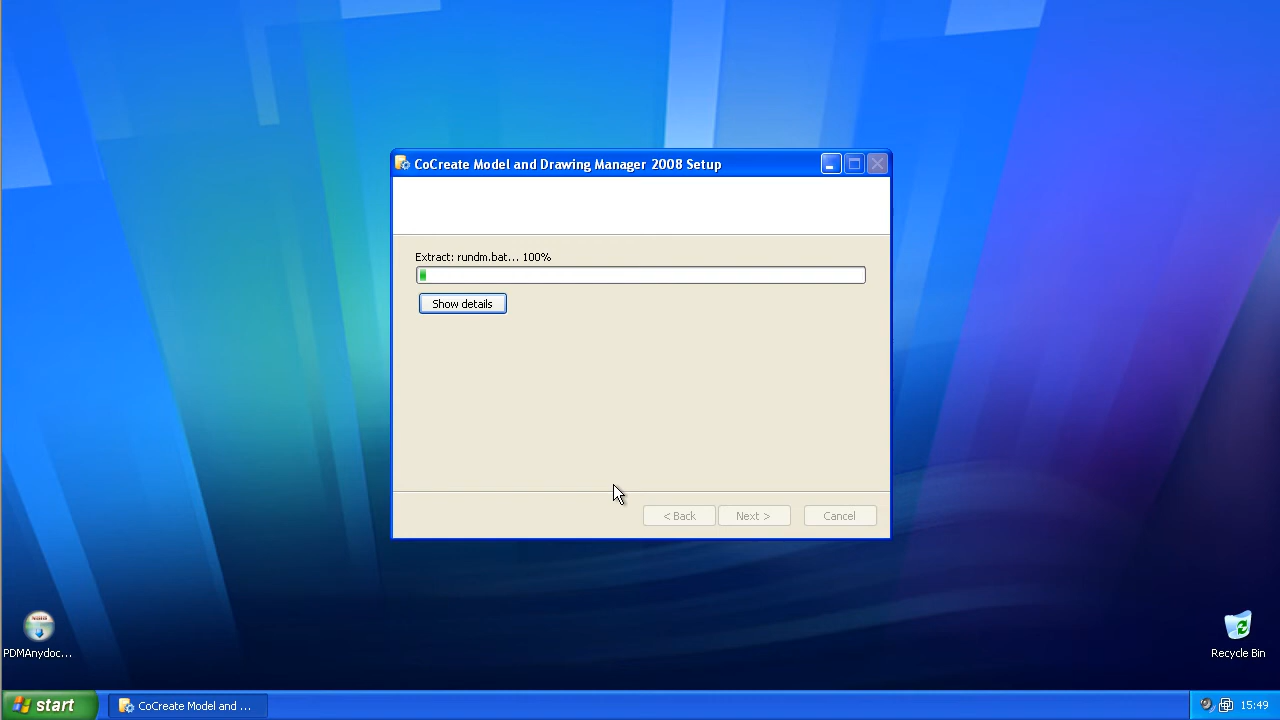 CoCreate Model and Drawing Manager 2008 Setup
Extract: rundm.bat... 100%
Show details
< Back
Next >
Cancel
PDMAnydoc...
Recycle Bin
start
CoCreate Model and ...
15:49